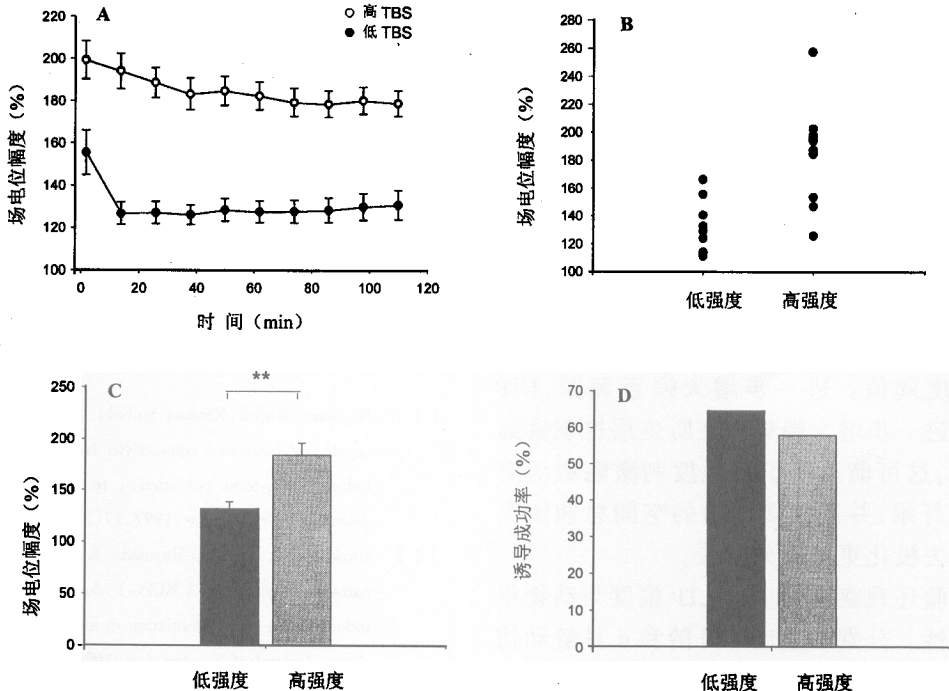 A
高 TBS
低 TBS
场电位幅度（%）
220
200
180
160
140
120
100
0
20
40
60
80
100
120
时 间（min）
B
场电位幅度（%）
280
260
240
220
200
180
160
140
120
100
低强度
高强度
C
**
场电位幅度（%）
250
200
150
100
50
0
低强度
高强度
D
诱导成功率（%）
70
60
50
40
30
20
10
0
低强度
高强度